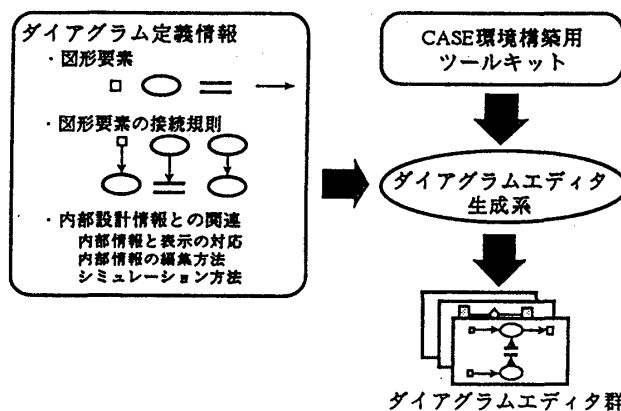 ダイアグラム定義情報
・図形要素
・図形要素の接続規則
・内部設計情報との関連
内部情報と表示の対応
内部情報の編集方法
シミュレーション方法
CASE環境構築用
ツールキット
ダイアグラムエディタ
生成系
ダイアグラムエディタ群